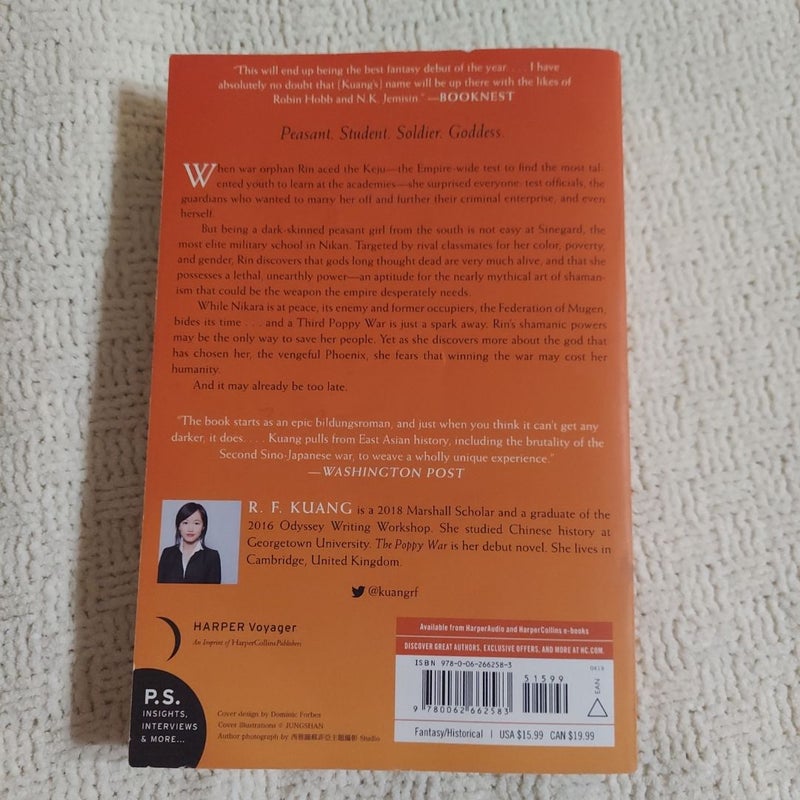 "This will end up being the best fantasy debut of the year. . . . I have
absolutely no doubt that [Kuang's] name will be up there with the likes of
Robin Hobb and N.K. Jemisin." —BOOKNEST
Peasant. Student. Soldier. Goddess.
When war orphan Rin aced the Keju—the Empire-wide test to find the most tal-
ented youth to learn at the academies—she surprised everyone: test officials, the
guardians who wanted to marry her off and further their criminal enterprise, and even
herself.
But being a dark-skinned peasant girl from the south is not easy at Sinegard, the
most elite military school in Nikan. Targeted by rival classmates for her color, poverty,
and gender, Rin discovers that gods long thought dead are very much alive, and that she
possesses a lethal, unearthly power—an aptitude for the nearly mythical art of shaman-
ism that could be the weapon the empire desperately needs.
While Nikara is at peace, its enemy and former occupiers, the Federation of Mugen,
bides its time . . . and a Third Poppy War is just a spark away. Rin's shamanic powers
may be the only way to save her people. Yet as she discovers more about the god that
has chosen her, the vengeful Phoenix, she fears that winning the war may cost her
humanity.
And it may already be too late.
"The book starts as an epic bildungsroman, and just when you think it can't get any
darker, it does. . . . Kuang pulls from East Asian history, including the brutality of the
Second Sino-Japanese war, to weave a wholly unique experience."
—WASHINGTON POST
R. F. KUANG is a 2018 Marshall Scholar and a graduate of the
2016 Odyssey Writing Workshop. She studied Chinese history at
Georgetown University. The Poppy War is her debut novel. She lives in
Cambridge, United Kingdom.
@kuangrf
HARPER Voyager
An Imprint of HarperCollinsPublishers
P.S.
INSIGHTS,
INTERVIEWS
& MORE...
Cover design by Dominic Forbes
Cover illustrations © JUNGSHAN
Author photograph by 西雅圖蘇菲亞主題攝影 Studio
Available from HarperAudio and HarperCollins e-books
DISCOVER GREAT AUTHORS, EXCLUSIVE OFFERS, AND MORE AT HC.COM.
ISBN 978-0-06-266258-3
0419
51599
EAN
9 780062 662583
Fantasy/Historical | USA $15.99 CAN $19.99